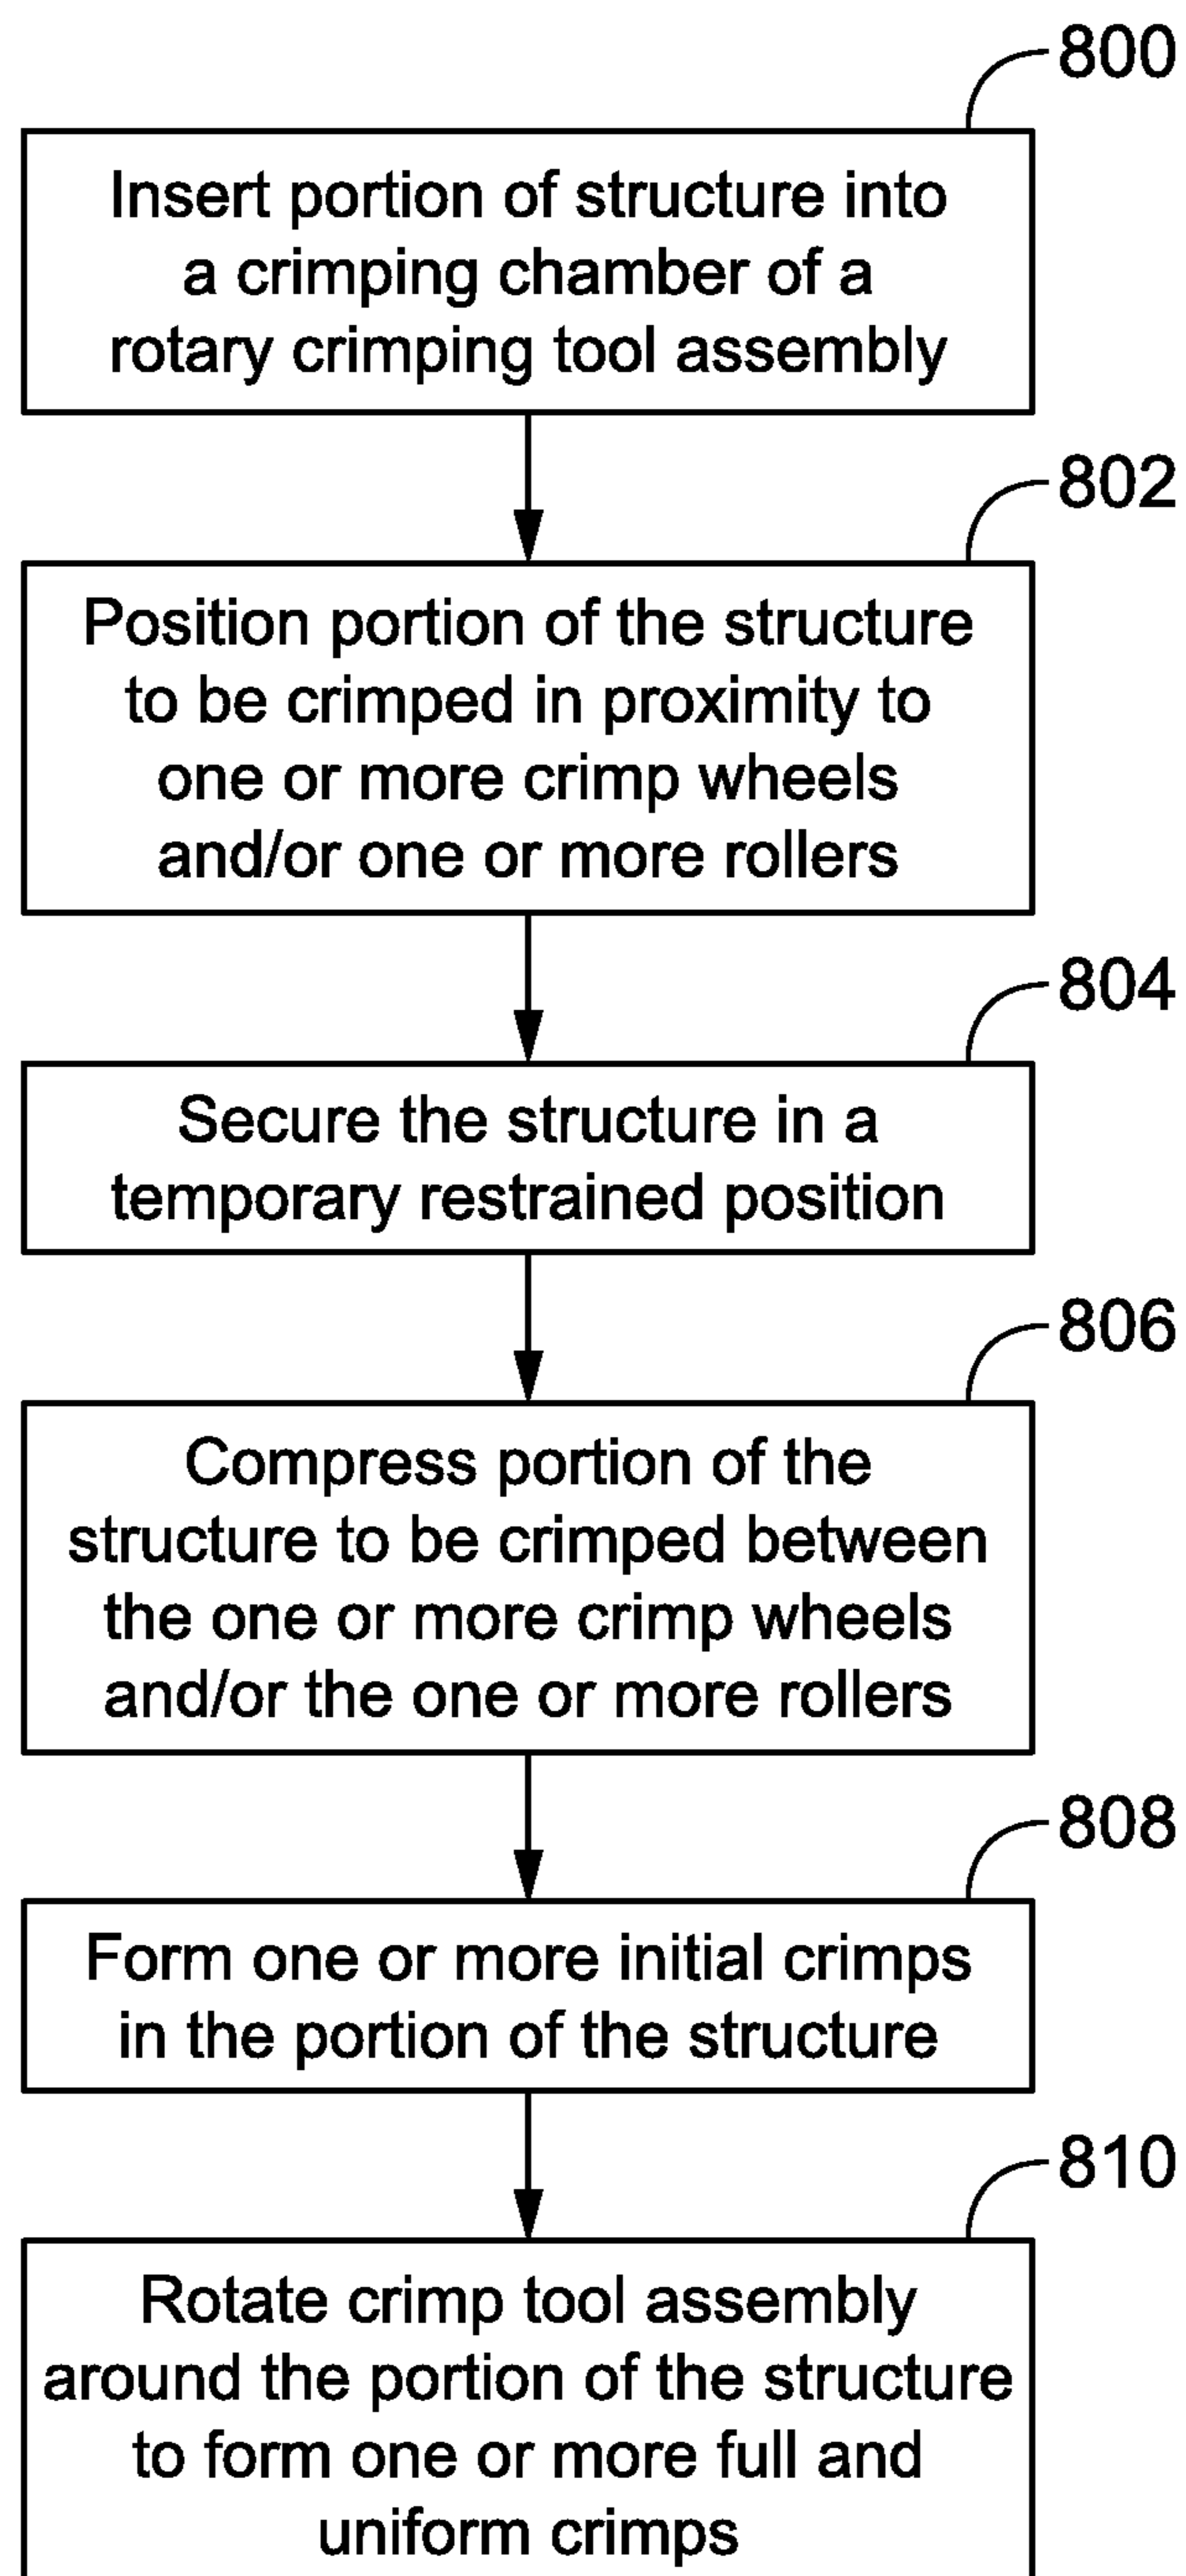 800
Insert portion of structure into
a crimping chamber of a
rotary crimping tool assembly
802
Position portion of the structure
to be crimped in proximity to
one or more crimp wheels
and/or one or more rollers
804
Secure the structure in a
temporary restrained position
806
Compress portion of the
structure to be crimped between
the one or more crimp wheels
and/or the one or more rollers
808
Form one or more initial crimps
in the portion of the structure
810
Rotate crimp tool assembly
around the portion of the structure
to form one or more full and
uniform crimps